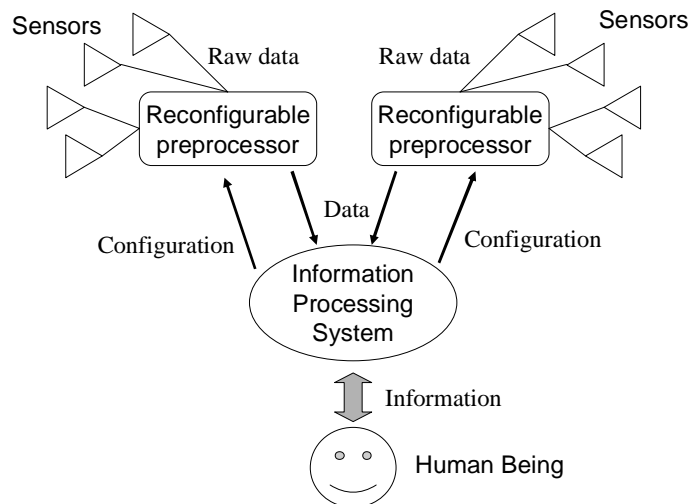 Sensors
Sensors
Raw data
Raw data
Reconfigurable
preprocessor
Reconfigurable
preprocessor
Data
Configuration
Configuration
Information
Processing
System
Information
Human Being